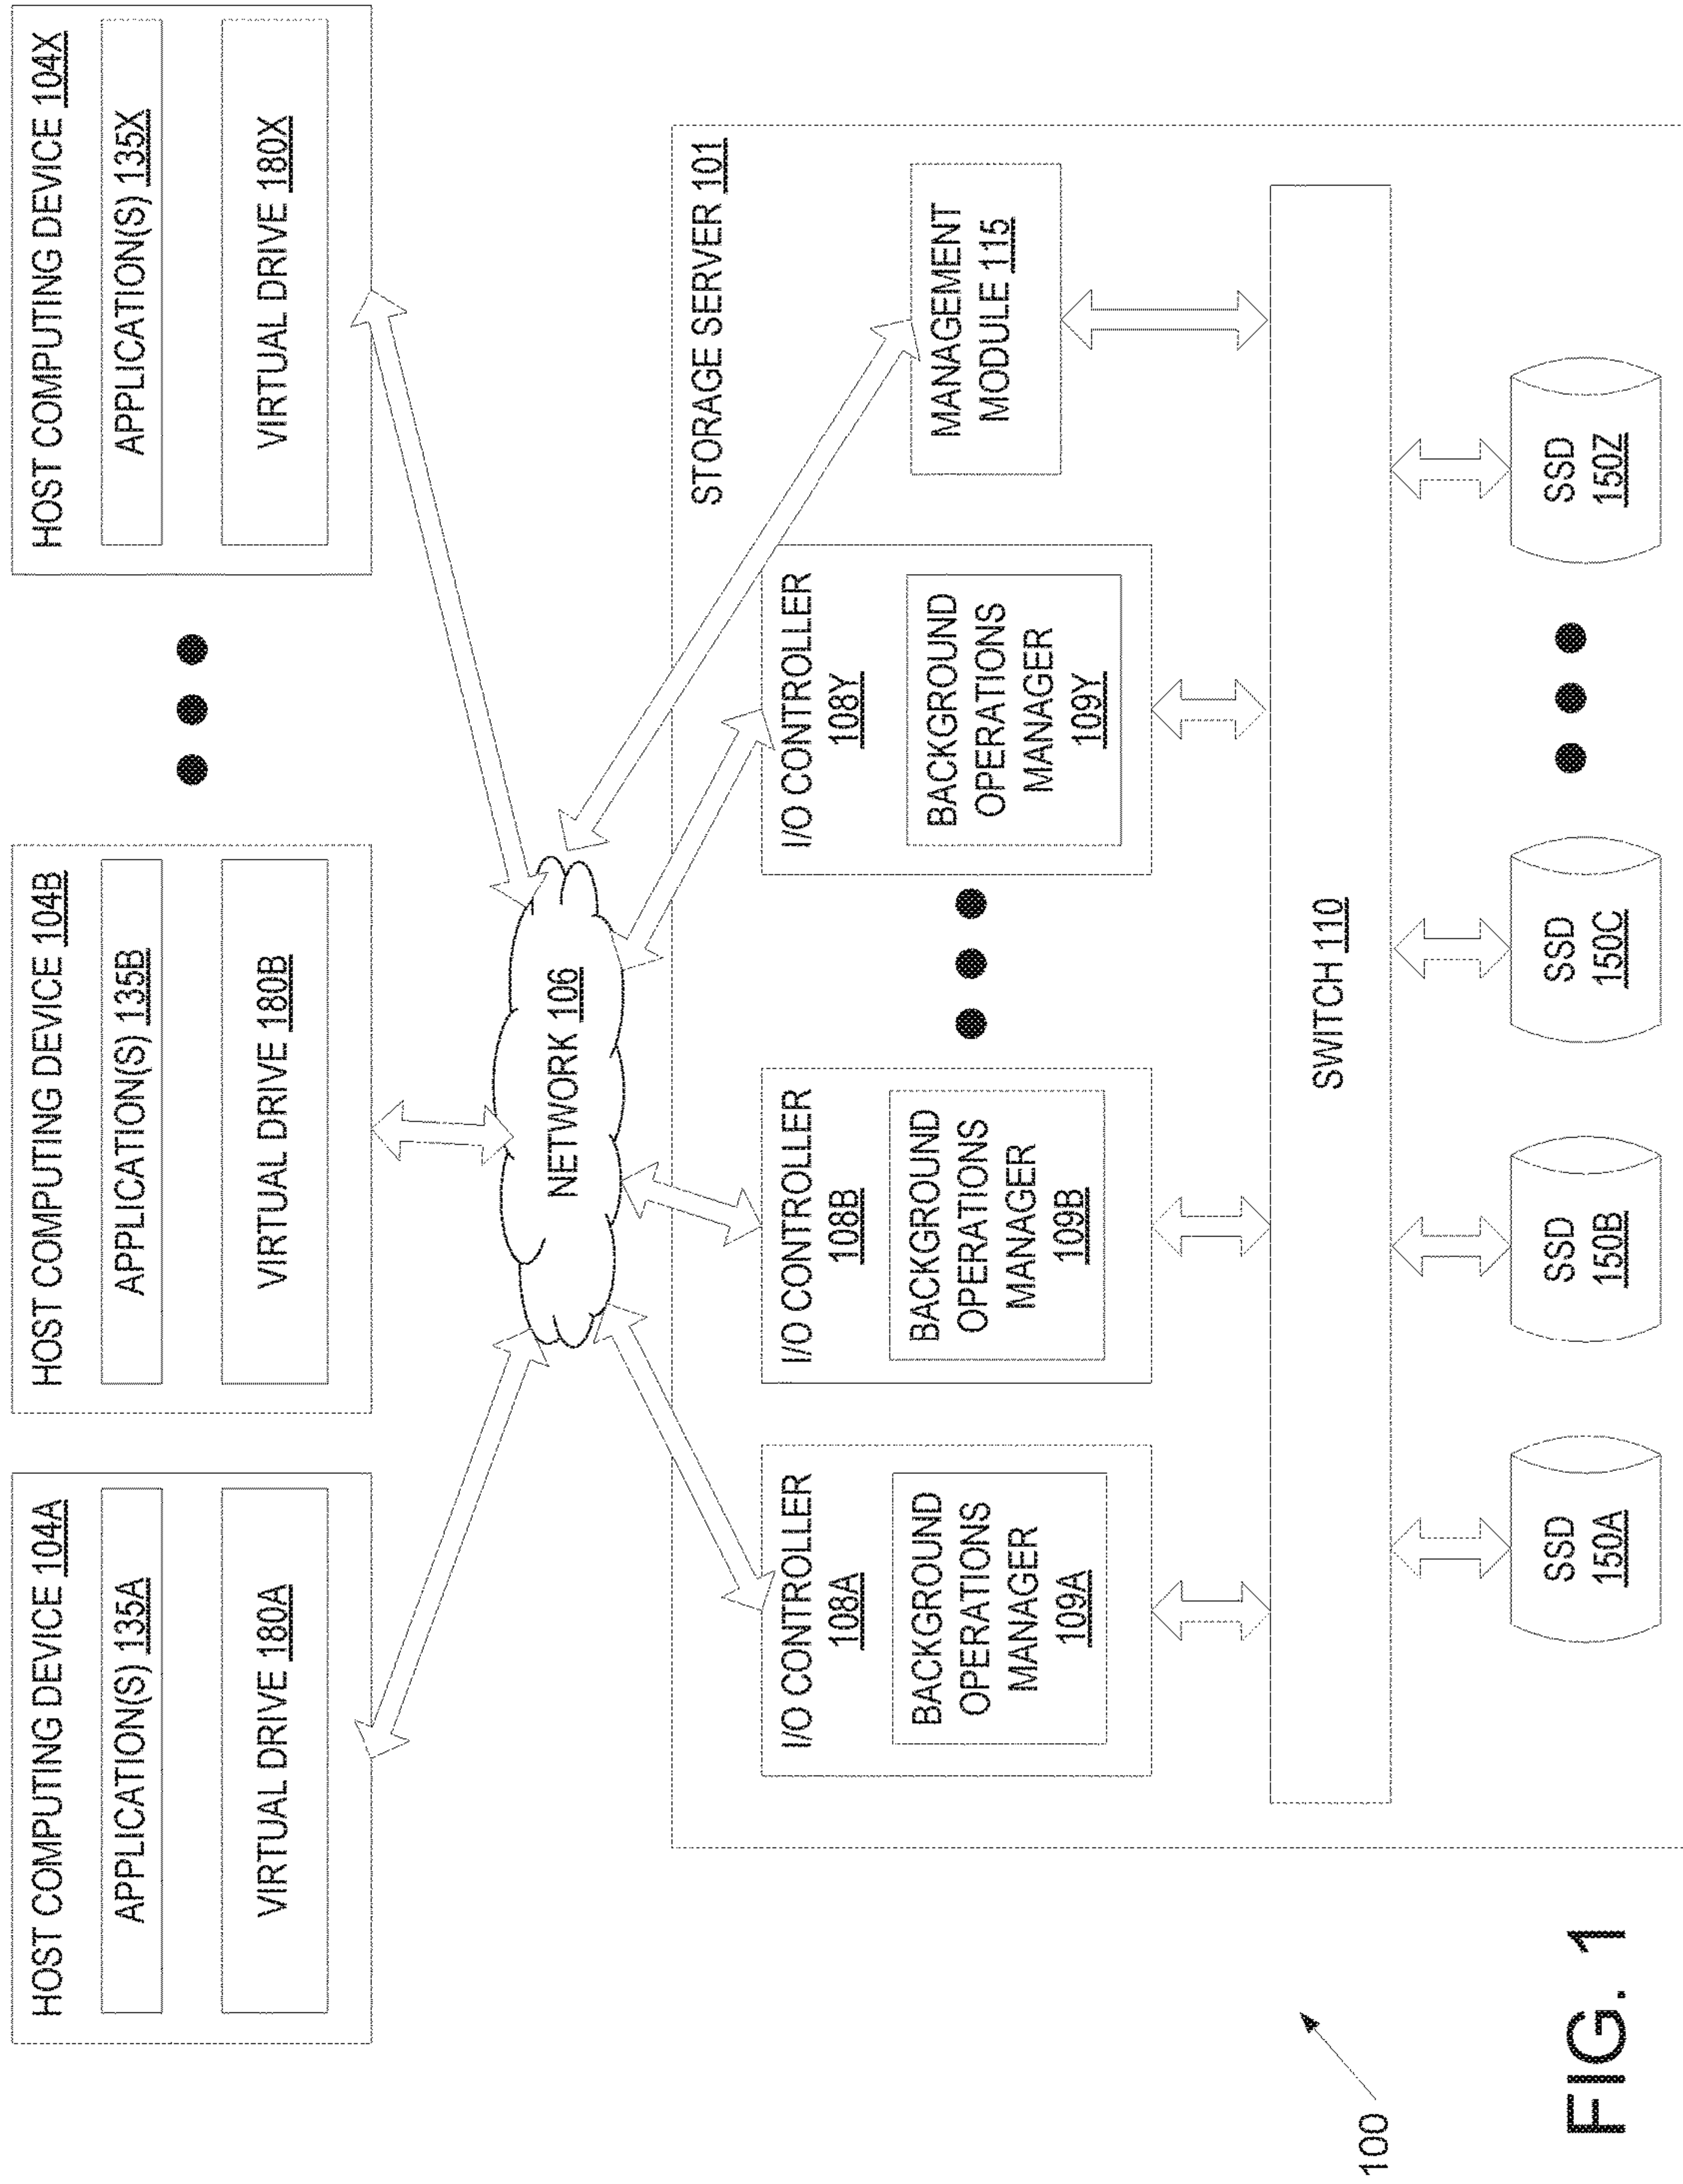 HOST COMPUTING DEVICE 104A
APPLICATION(S) 135A
VIRTUAL DRIVE 180A
HOST COMPUTING DEVICE 104B
APPLICATION(S) 135B
VIRTUAL DRIVE 180B
HOST COMPUTING DEVICE 104X
APPLICATION(S) 135X
VIRTUAL DRIVE 180X
NETWORK 106
STORAGE SERVER 101
I/O CONTROLLER
108A
BACKGROUND
OPERATIONS
MANAGER
109A
I/O CONTROLLER
108B
BACKGROUND
OPERATIONS
MANAGER
109B
I/O CONTROLLER
108Y
BACKGROUND
OPERATIONS
MANAGER
109Y
MANAGEMENT
MODULE 115
SWITCH 110
SSD
150A
SSD
150B
SSD
150C
SSD
150Z
100
FIG. 1